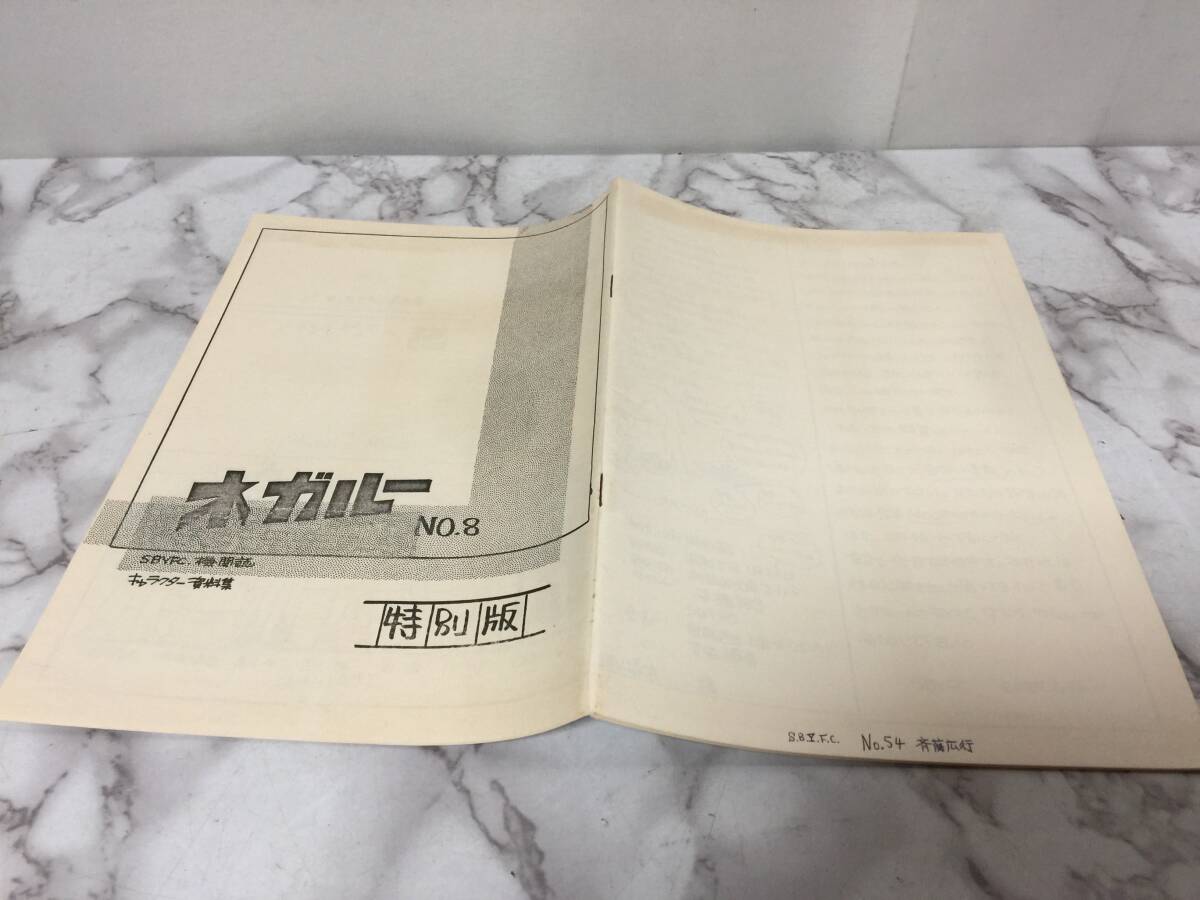 ネガルー
NO.8
S.B.Y.F.C. 機関誌
キャラクター資料集
特別版
S.B.Y.F.C. No.54 斉藤広行